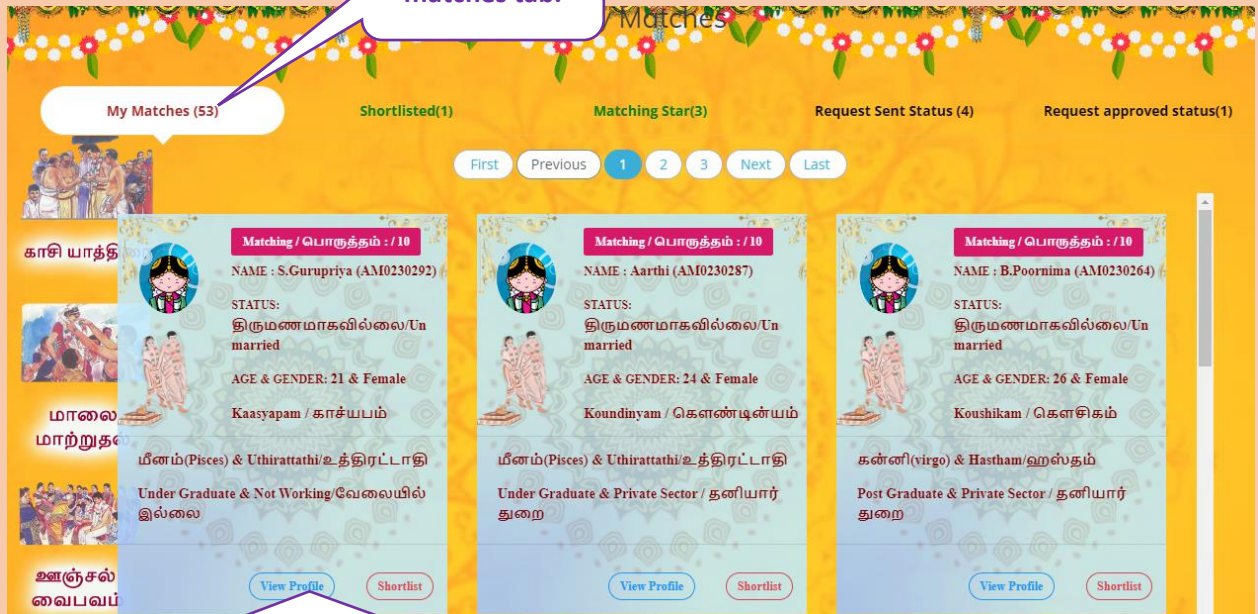 matches tab.
Matches
My Matches (53)
Shortlisted(1)
Matching Star(3)
Request Sent Status (4)
Request approved status(1)
First Previous 1 2 3 Next Last
காசி யாத்தி
மாலை
மாற்றுதல்
ஊஞ்சல்
வைபவம்
Matching / பொருத்தம் : / 10
NAME : S.Gurupriya (AM0230292)
STATUS:
திருமணமாகவில்லை/Un
married
AGE & GENDER: 21 & Female
Kaasyapam / காச்யபம்
மீனம்(Pisces) & Uthirattathi/உத்திரட்டாதி
Under Graduate & Not Working/வேலையில்
இல்லை
View Profile Shortlist
Matching / பொருத்தம் : / 10
NAME : Aarthi (AM0230287)
STATUS:
திருமணமாகவில்லை/Un
married
AGE & GENDER: 24 & Female
Koundinyam / கௌண்டின்யம்
மீனம்(Pisces) & Uthirattathi/உத்திரட்டாதி
Under Graduate & Private Sector / தனியார்
துறை
View Profile Shortlist
Matching / பொருத்தம் : / 10
NAME : B.Poornima (AM0230264)
STATUS:
திருமணமாகவில்லை/Un
married
AGE & GENDER: 26 & Female
Koushikam / கௌசிகம்
கன்னி(virgo) & Hastham/ஹஸ்தம்
Post Graduate & Private Sector / தனியார்
துறை
View Profile Shortlist